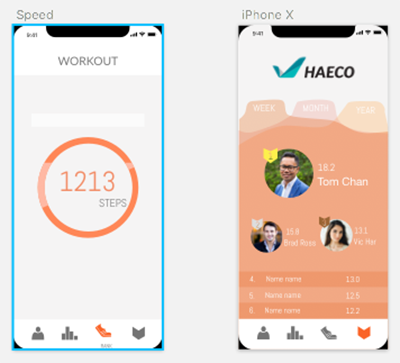 Speed
9:41
WORKOUT
1213
STEPS
iPhone X
9:41
HAECO
WEEK
MONTH
YEAR
18.2
Tom Chan
Brad Ross
13.1
Vic Her
4. Name name 13.0
5. Name name 12.5
6. Name name 12.2